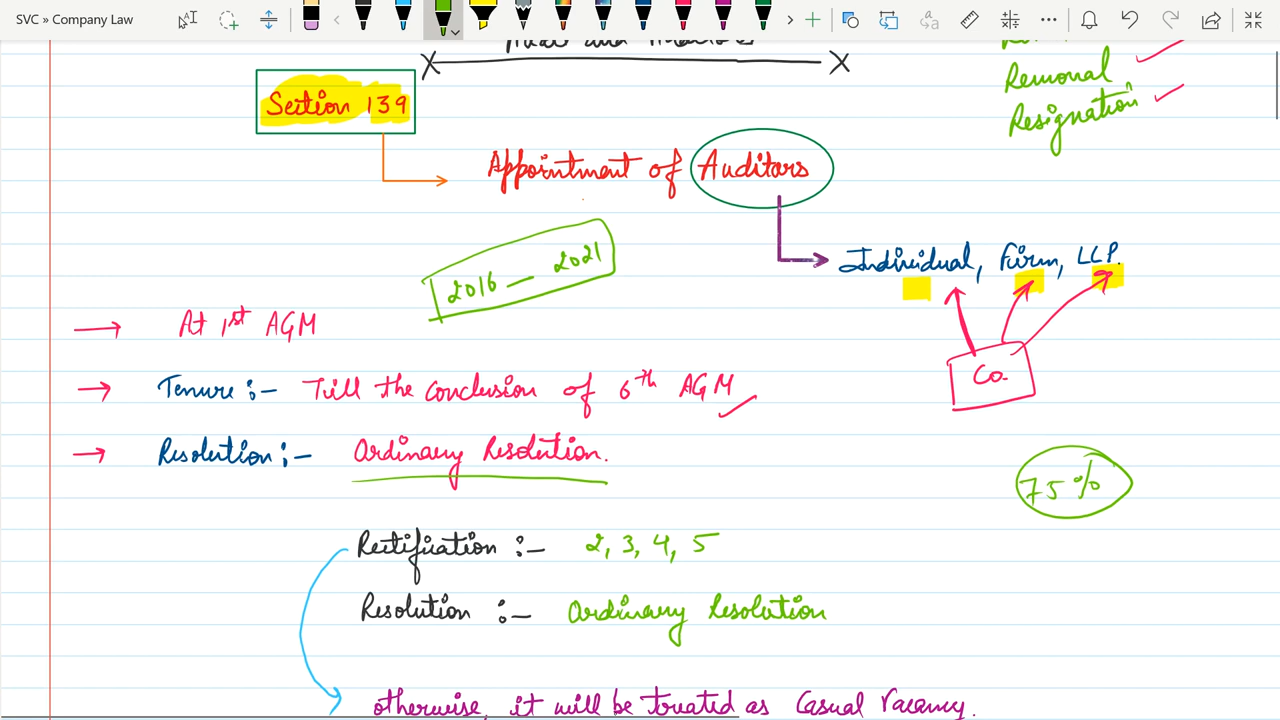 SVC » Company Law
Removal
Resignation
Section 139
Appointment of Auditors
Individual, Firm, LLP.
2016 — 2021
At 1st AGM
Tenure :- Till the conclusion of 6th AGM
Co.
Resolution :- Ordinary Resolution.
75%
Rectification :- 2, 3, 4, 5
Resolution :- Ordinary Resolution
otherwise, it will be treated as Casual Vacancy.